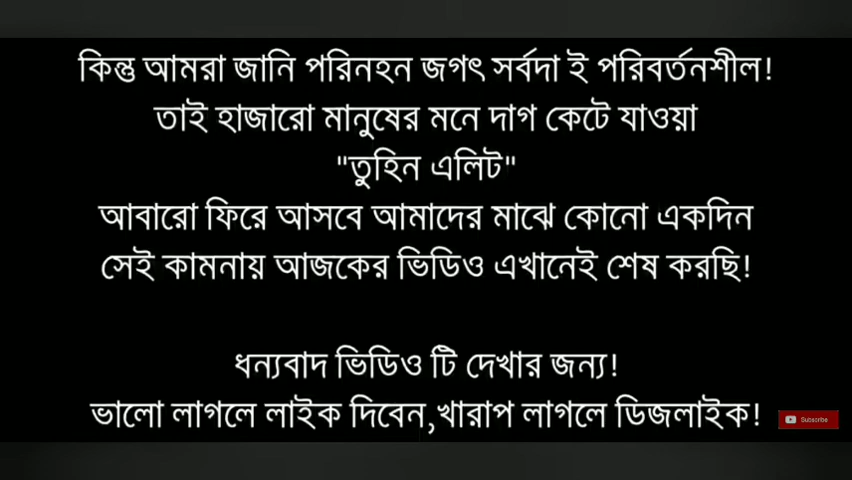 কিন্তু আমরা জানি পরিনহন জগৎ সর্বদা ই পরিবর্তনশীল!
তাই হাজারো মানুষের মনে দাগ কেটে যাওয়া
"তুহিন এলিট"
আবারো ফিরে আসবে আমাদের মাঝে কোনো একদিন
সেই কামনায় আজকের ভিডিও এখানেই শেষ করছি!
ধন্যবাদ ভিডিও টি দেখার জন্য!
ভালো লাগলে লাইক দিবেন,খারাপ লাগলে ডিজলাইক!
Subscribe